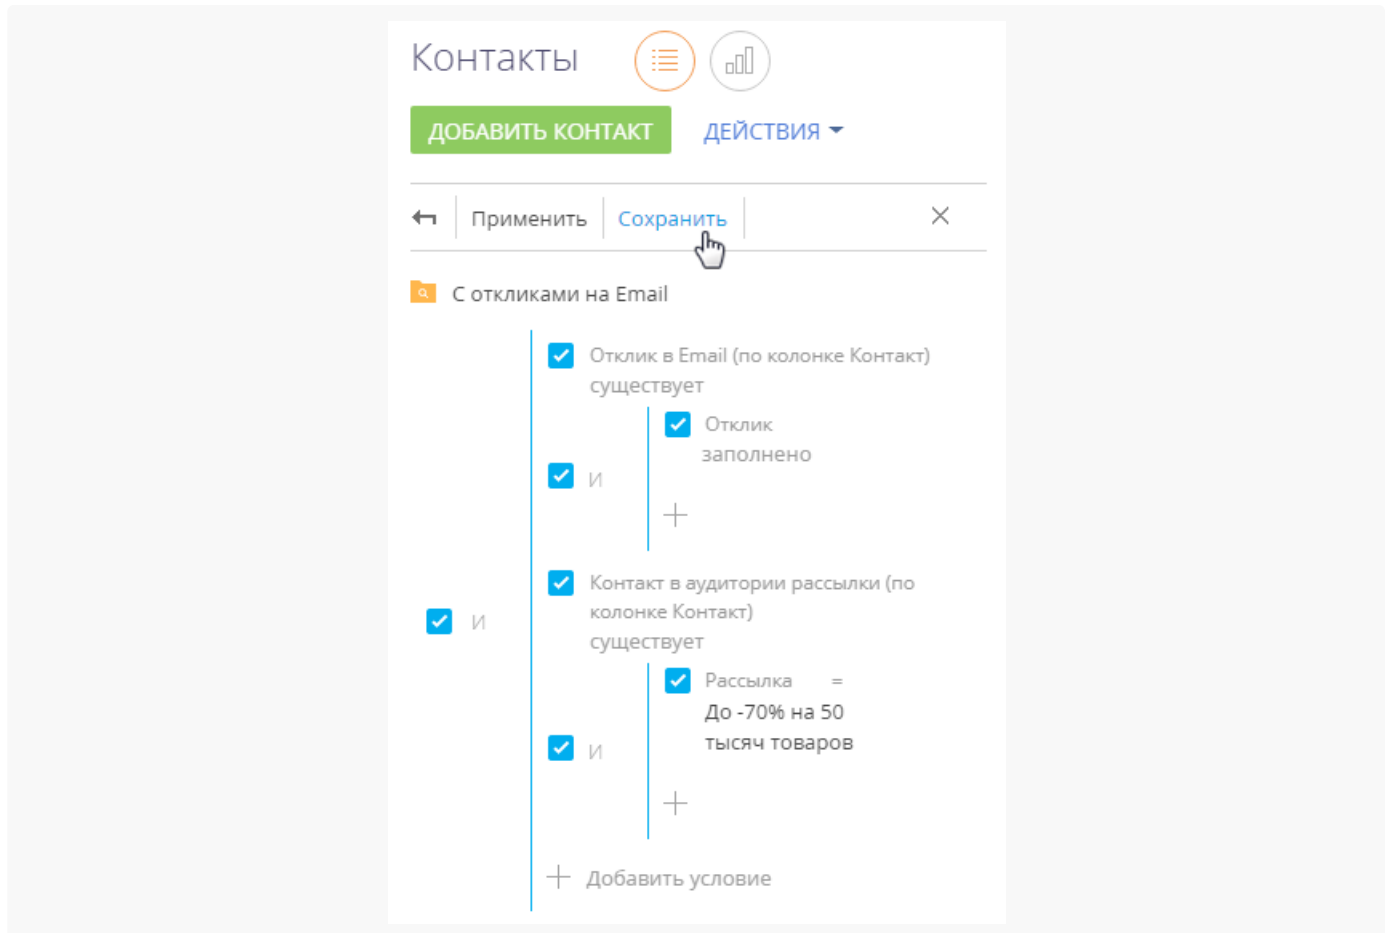 Контакты
ДОБАВИТЬ КОНТАКТ ДЕЙСТВИЯ
Применить Сохранить
С откликами на Email
Отклик в Email (по колонке Контакт)
существует
Отклик
заполнено
И
Контакт в аудитории рассылки (по
колонке Контакт)
И
существует
Рассылка =
До -70% на 50
тысяч товаров
И
Добавить условие